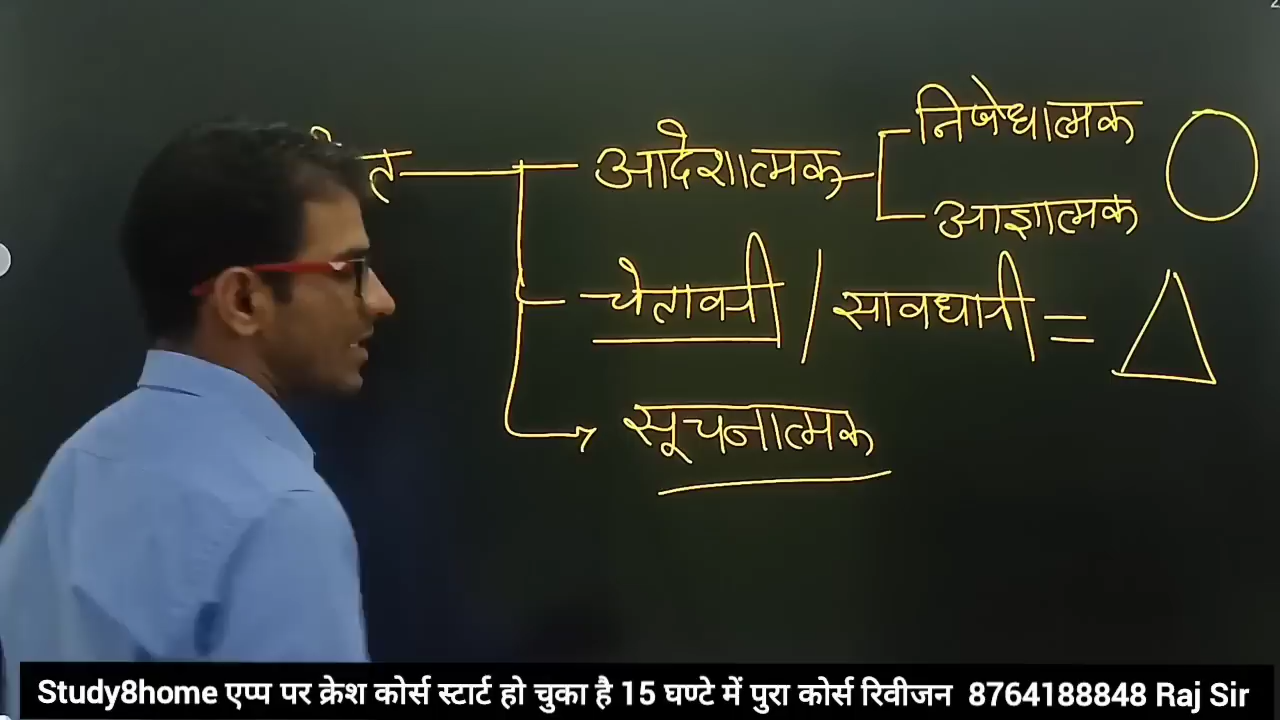 निषेधात्मक
आदेशात्मक
आज्ञात्मक
चेतावनी / सावधानी =
सूचनात्मक
Study8home एप्प पर क्रेश कोर्स स्टार्ट हो चुका है 15 घण्टे में पुरा कोर्स रिवीजन 8764188848 Raj Sir